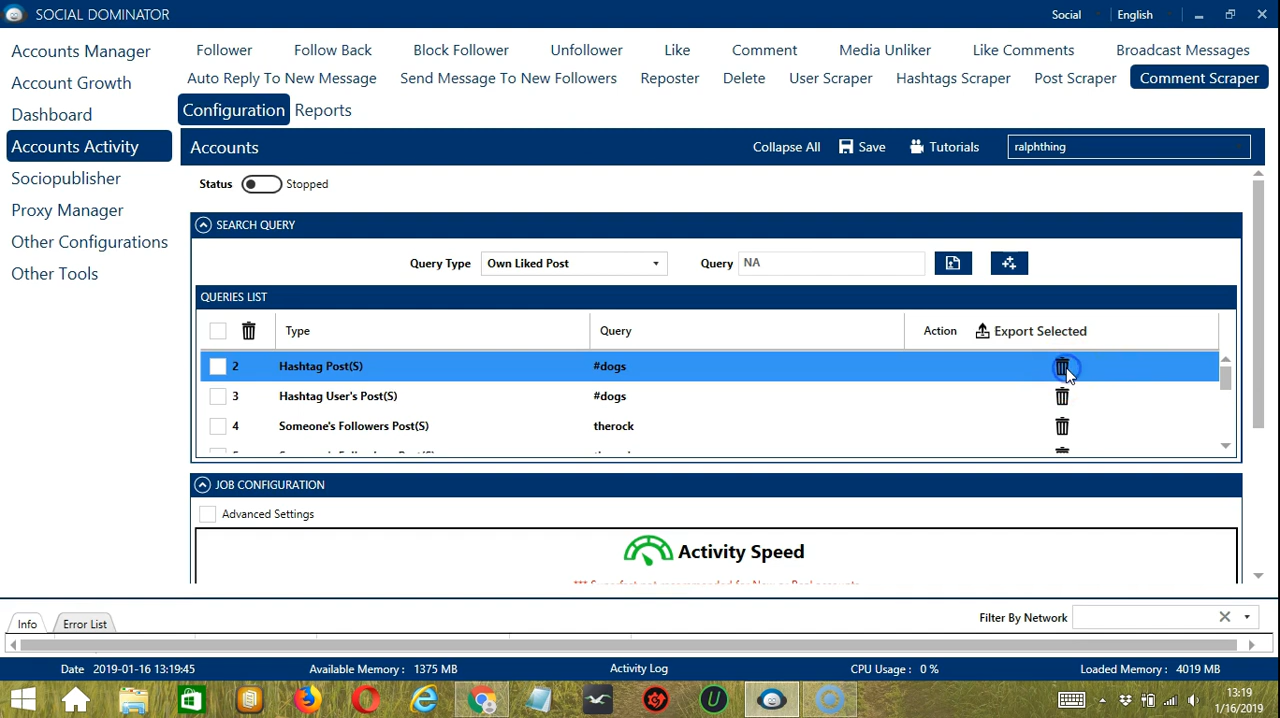 SOCIAL DOMINATOR
Social
English
Accounts Manager
Account Growth
Dashboard
Accounts Activity
Sociopublisher
Proxy Manager
Other Configurations
Other Tools
Follower Follow Back Block Follower Unfollower Like Comment Media Unliker Like Comments Broadcast Messages
Auto Reply To New Message Send Message To New Followers Reposter Delete User Scraper Hashtags Scraper Post Scraper Comment Scraper
Configuration Reports
Accounts Collapse All Save Tutorials ralphthing
Status Stopped
SEARCH QUERY
Query Type Own Liked Post Query NA
QUERIES LIST
Type Query Action Export Selected
2 Hashtag Post(S) #dogs
3 Hashtag User's Post(S) #dogs
4 Someone's Followers Post(S) therock
JOB CONFIGURATION
Advanced Settings
Activity Speed
Info Error List Filter By Network
Date 2019-01-16 13:19:45 Available Memory : 1375 MB Activity Log CPU Usage : 0 % Loaded Memory : 4019 MB
13:19
1/16/2019